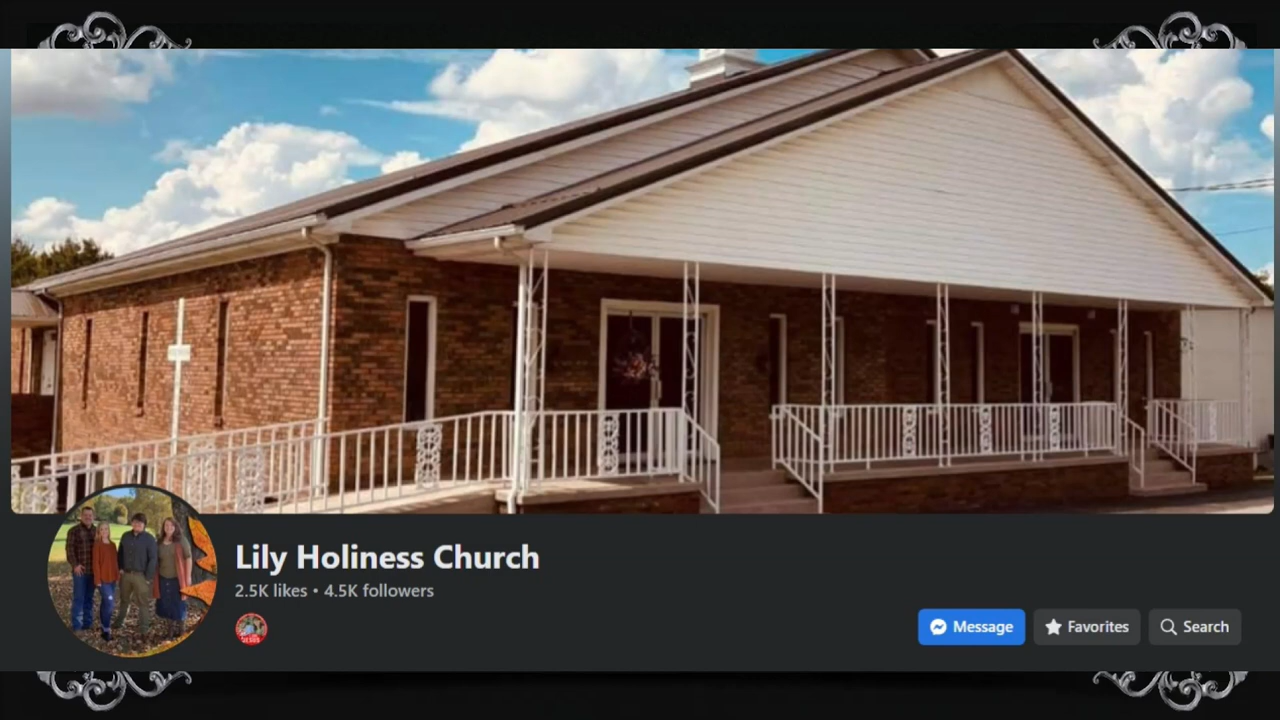 Lily Holiness Church
2.5K likes • 4.5K followers
Message
Favorites
Search